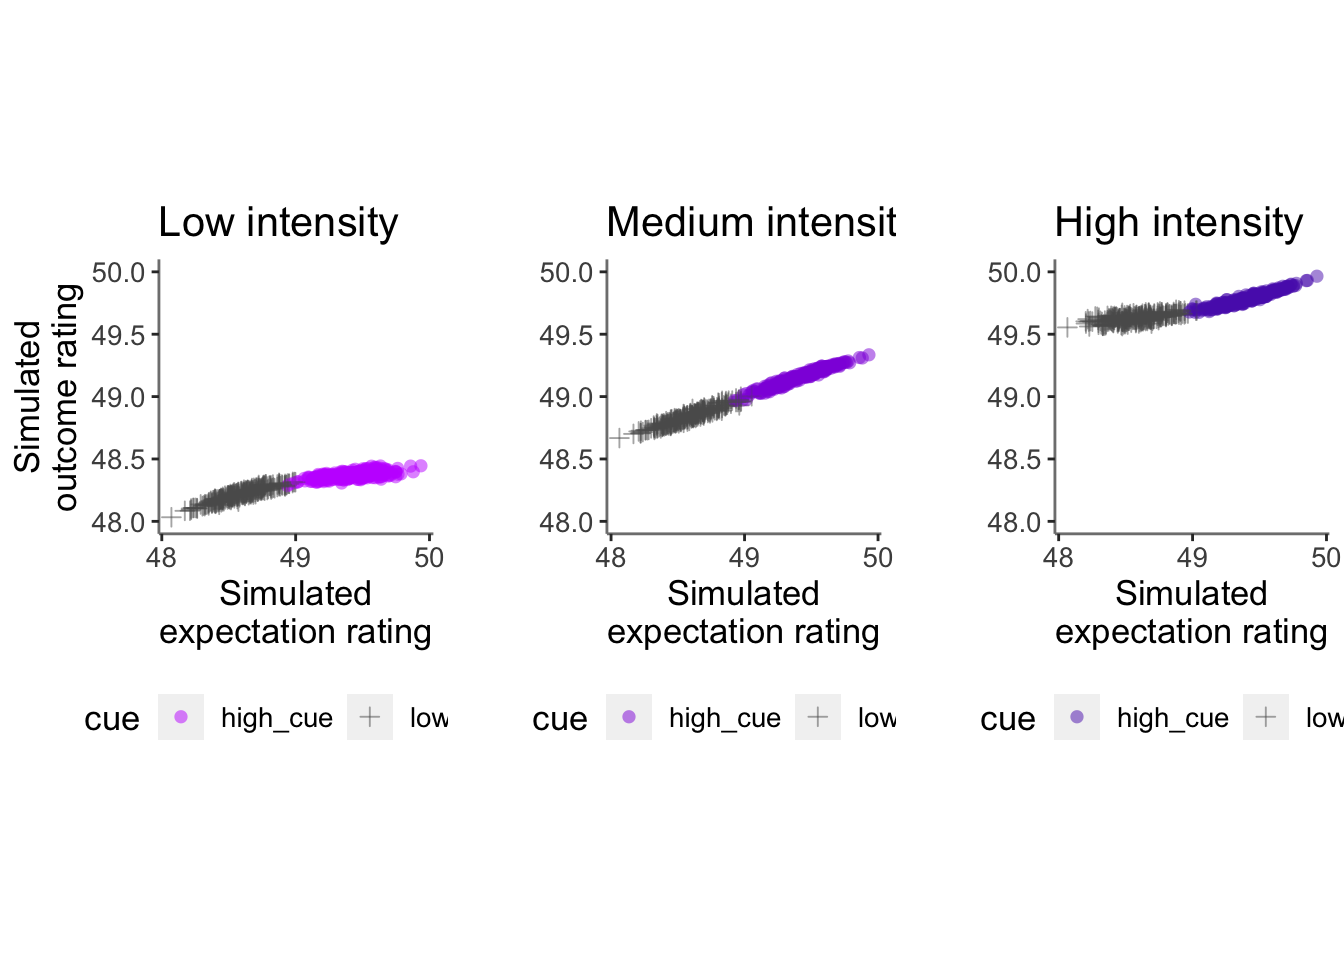 Low intensity
Simulated
outcome rating
50.0
49.5
49.0
48.5
48.0
48 49 50
Simulated
expectation rating
cue high_cue low
Medium intensit
50.0
49.5
49.0
48.5
48.0
48 49 50
Simulated
expectation rating
cue high_cue low
High intensity
50.0
49.5
49.0
48.5
48.0
48 49 50
Simulated
expectation rating
cue high_cue low